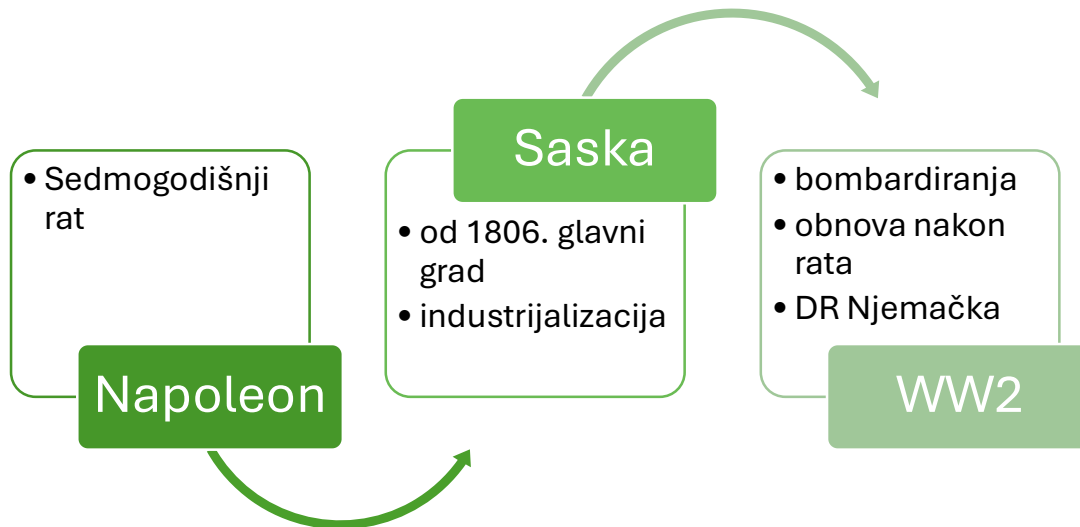 • Sedmogodišnji
rat
Napoleon
Saska
• od 1806. glavni
grad
• industrijalizacija
• bombardiranja
• obnova nakon
rata
• DR Njemačka
WW2